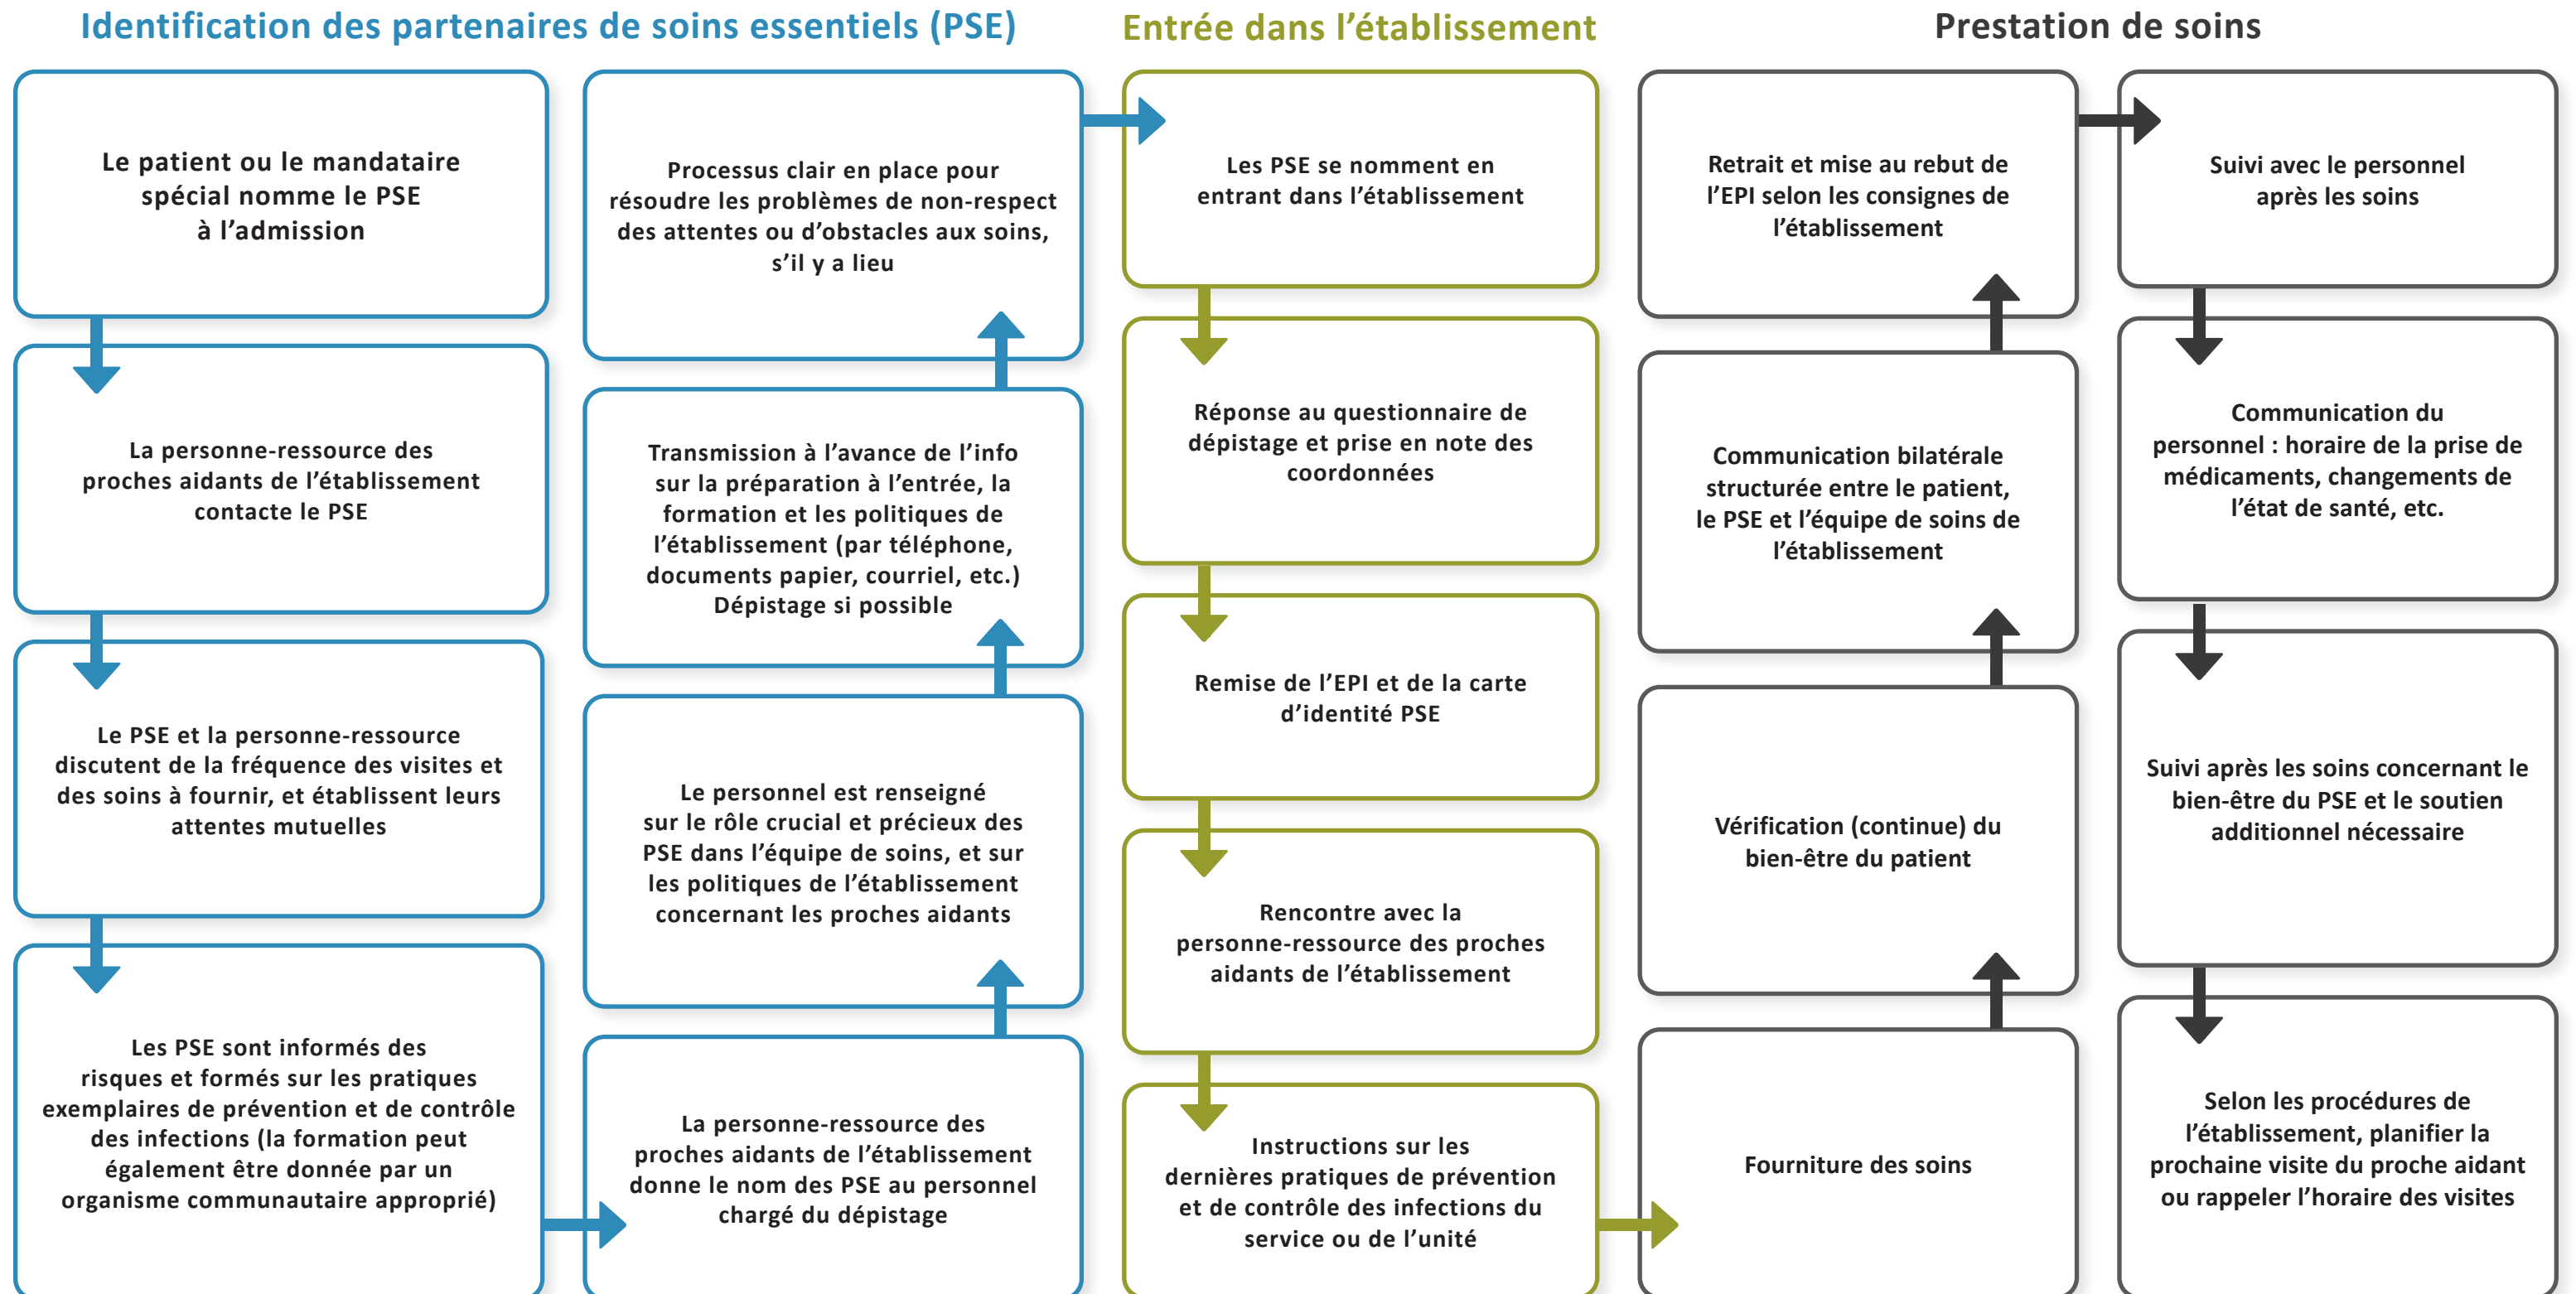 Identification des partenaires de soins essentiels (PSE)
Le patient ou le mandataire
spécial nomme le PSE
à l’admission
La personne-ressource des
proches aidants de l’établissement
contacte le PSE
Le PSE et la personne-ressource
discutent de la fréquence des visites et
des soins à fournir, et établissent leurs
attentes mutuelles
Les PSE sont informés des
risques et formés sur les pratiques
exemplaires de prévention et de contrôle
des infections (la formation peut
également être donnée par un
organisme communautaire approprié)
La personne-ressource des
proches aidants de l’établissement
donne le nom des PSE au personnel
chargé du dépistage
Le personnel est renseigné
sur le rôle crucial et précieux des
PSE dans l’équipe de soins, et sur
les politiques de l’établissement
concernant les proches aidants
Transmission à l’avance de l’info
sur la préparation à l’entrée, la
formation et les politiques de
l’établissement (par téléphone,
documents papier, courriel, etc.)
Dépistage si possible
Processus clair en place pour
résoudre les problèmes de non-respect
des attentes ou d’obstacles aux soins,
s’il y a lieu
Entrée dans l’établissement
Les PSE se nomment en
entrant dans l’établissement
Réponse au questionnaire de
dépistage et prise en note des
coordonnées
Remise de l’EPI et de la carte
d’identité PSE
Rencontre avec la
personne-ressource des proches
aidants de l’établissement
Instructions sur les
dernières pratiques de prévention
et de contrôle des infections du
service ou de l’unité
Prestation de soins
Fourniture des soins
Vérification (continue) du
bien-être du patient
Communication bilatérale
structurée entre le patient,
le PSE et l’équipe de soins de
l’établissement
Retrait et mise au rebut de
l’EPI selon les consignes de
l’établissement
Suivi avec le personnel
après les soins
Communication du
personnel : horaire de la prise de
médicaments, changements de
l’état de santé, etc.
Suivi après les soins concernant le
bien-être du PSE et le soutien
additionnel nécessaire
Selon les procédures de
l’établissement, planifier la
prochaine visite du proche aidant
ou rappeler l’horaire des visites